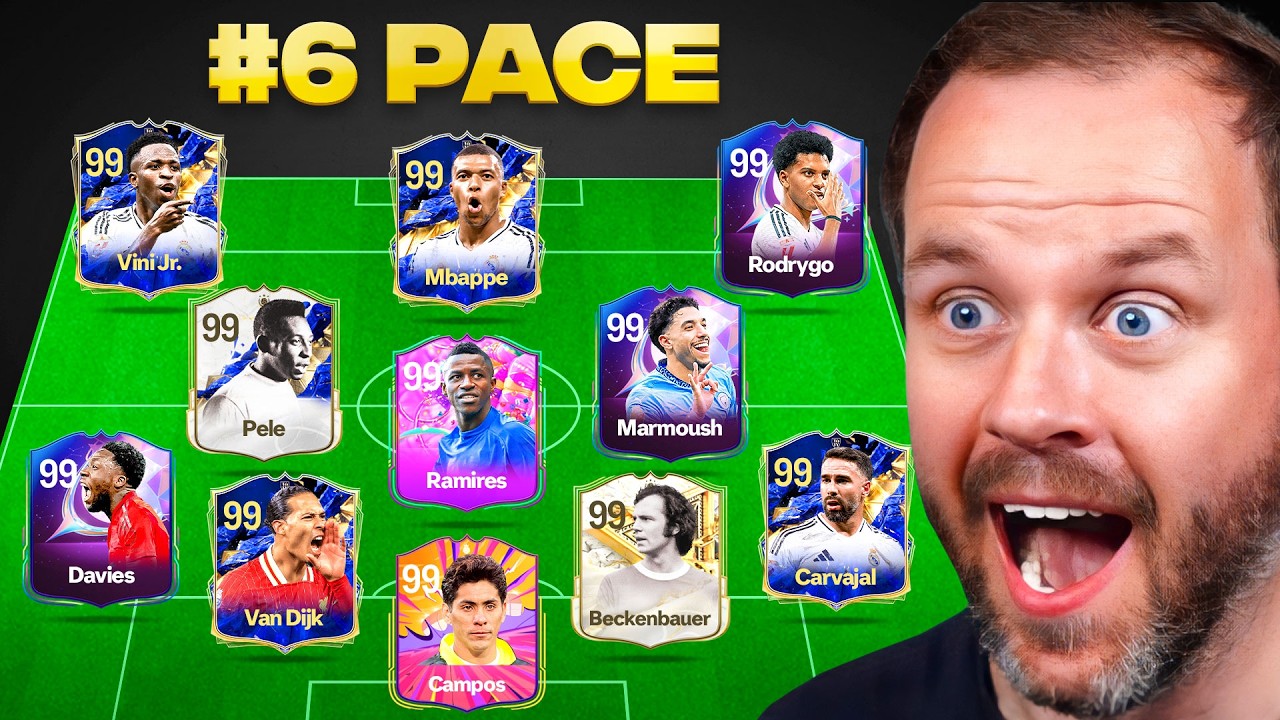 #6 PACE
99
Vini Jr.
99
Mbappe
99
Rodrygo
99
Pele
99
Ramires
99
Marmoush
99
Davies
99
Van Dijk
99
Campos
99
Beckenbauer
99
Carvajal